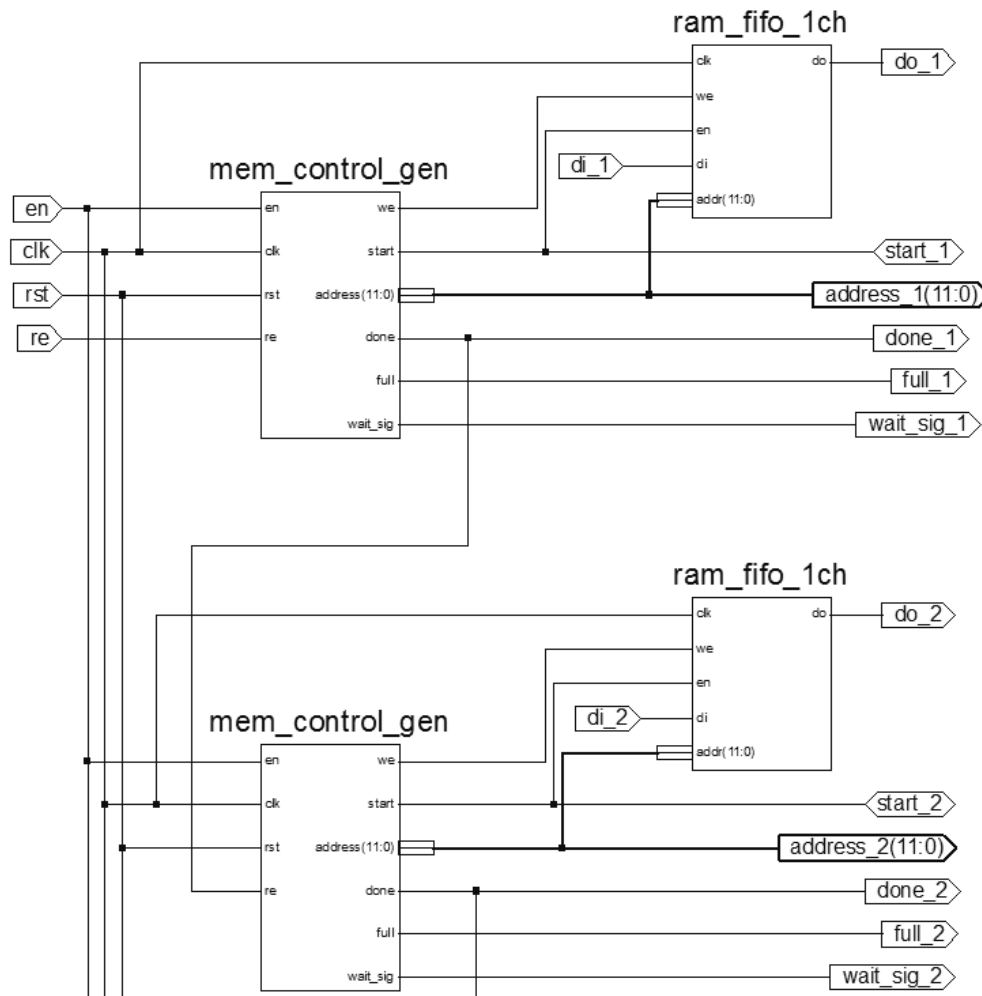 ram_fifo_1ch
clk
do
do_1
we
en
di_1
di
addr(11:0)
mem_control_gen
en
en
we
clk
clk
start
start_1
rst
rst
address(11:0)
address_1(11:0)
re
re
done
done_1
full
full_1
wait_sig
wait_sig_1
ram_fifo_1ch
clk
do
do_2
we
en
di_2
di
addr(11:0)
mem_control_gen
en
we
clk
start
start_2
rst
address(11:0)
address_2(11:0)
re
done
done_2
full
full_2
wait_sig
wait_sig_2